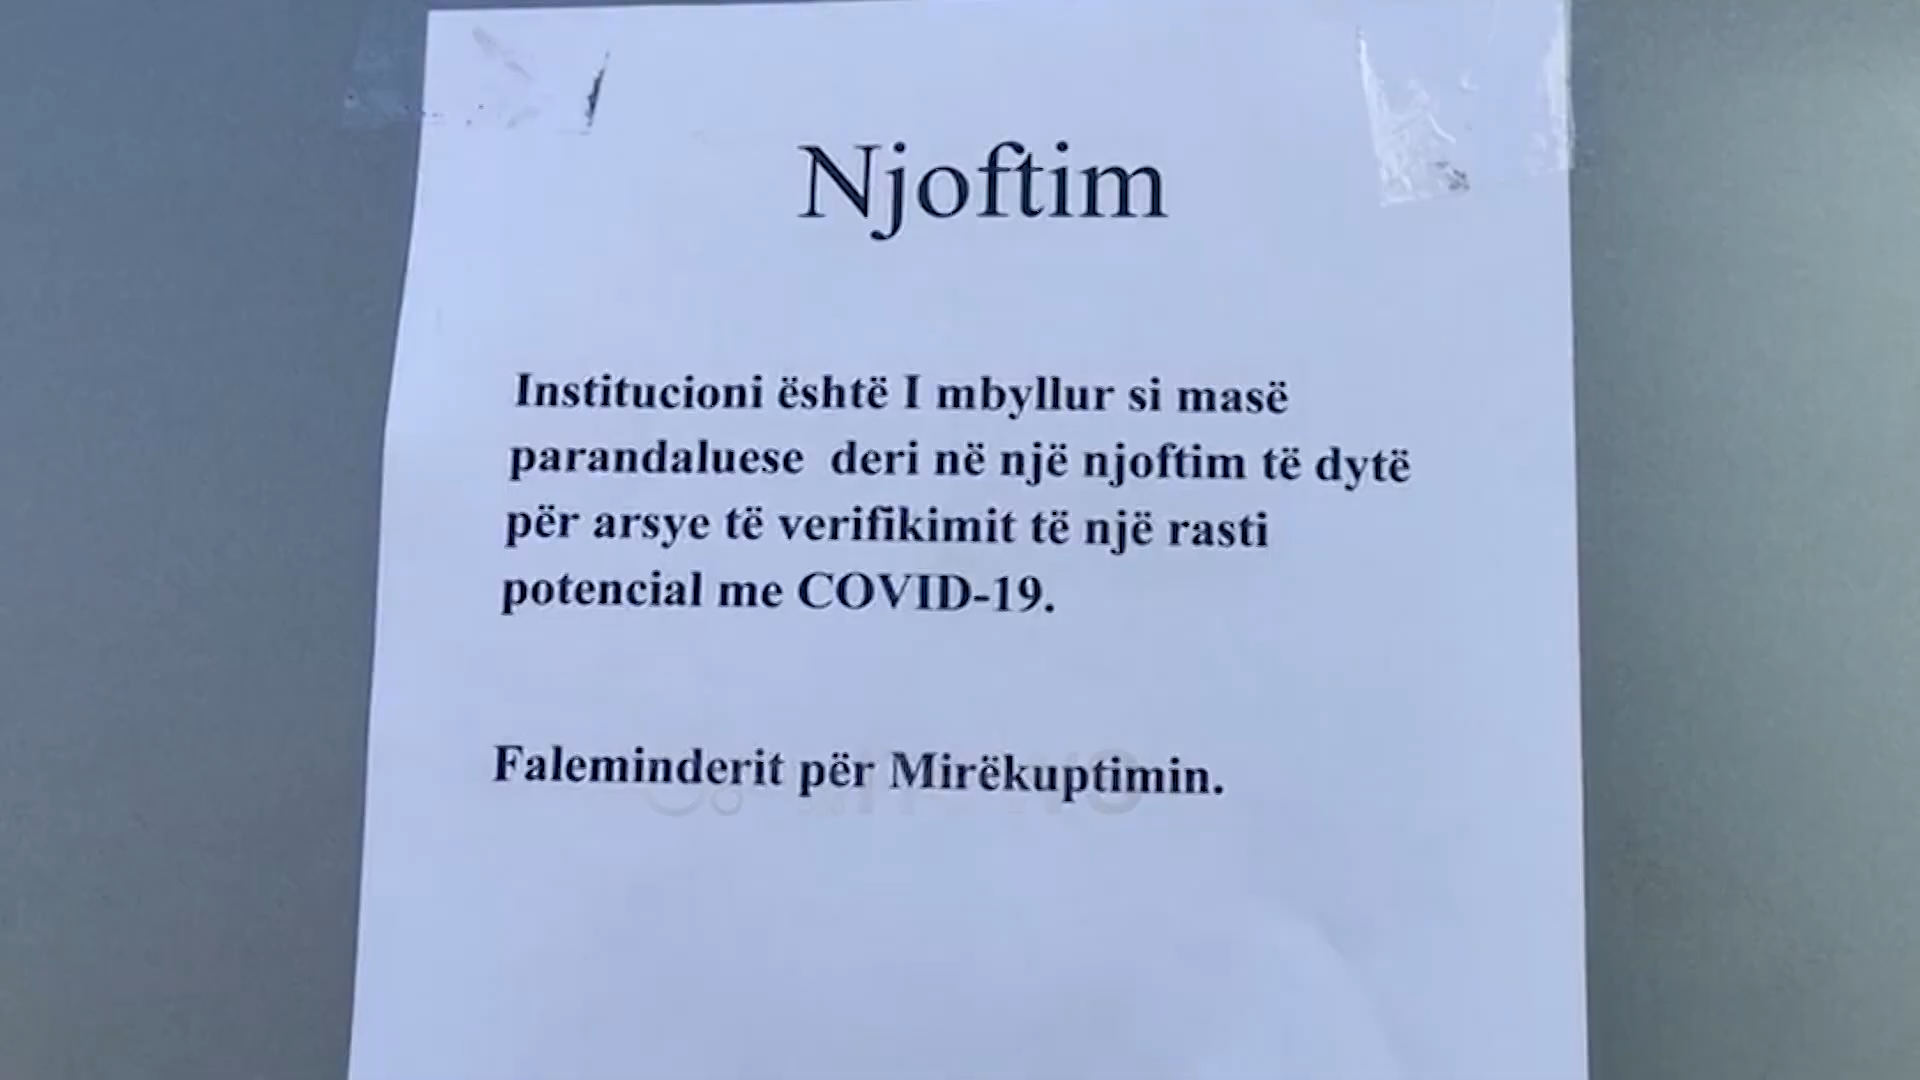 Njoftim
Institucioni është I mbyllur si masë
parandaluese deri në një njoftim të dytë
për arsye të verifikimit të një rasti
potencial me COVID-19.
Faleminderit për Mirëkuptimin.